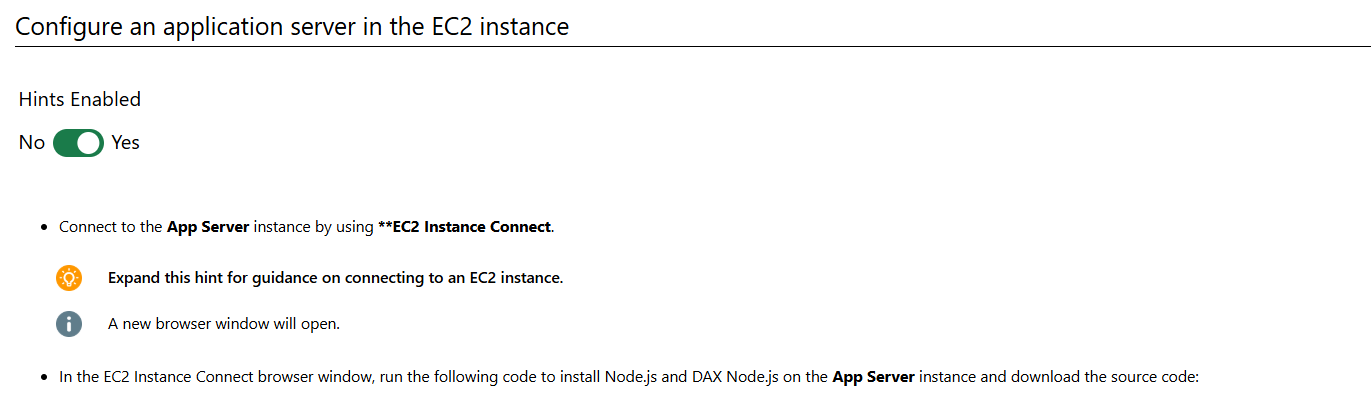 Configure an application server in the EC2 instance
Hints Enabled
No Yes
• Connect to the App Server instance by using **EC2 Instance Connect.
Expand this hint for guidance on connecting to an EC2 instance.
A new browser window will open.
• In the EC2 Instance Connect browser window, run the following code to install Node.js and DAX Node.js on the App Server instance and download the source code: